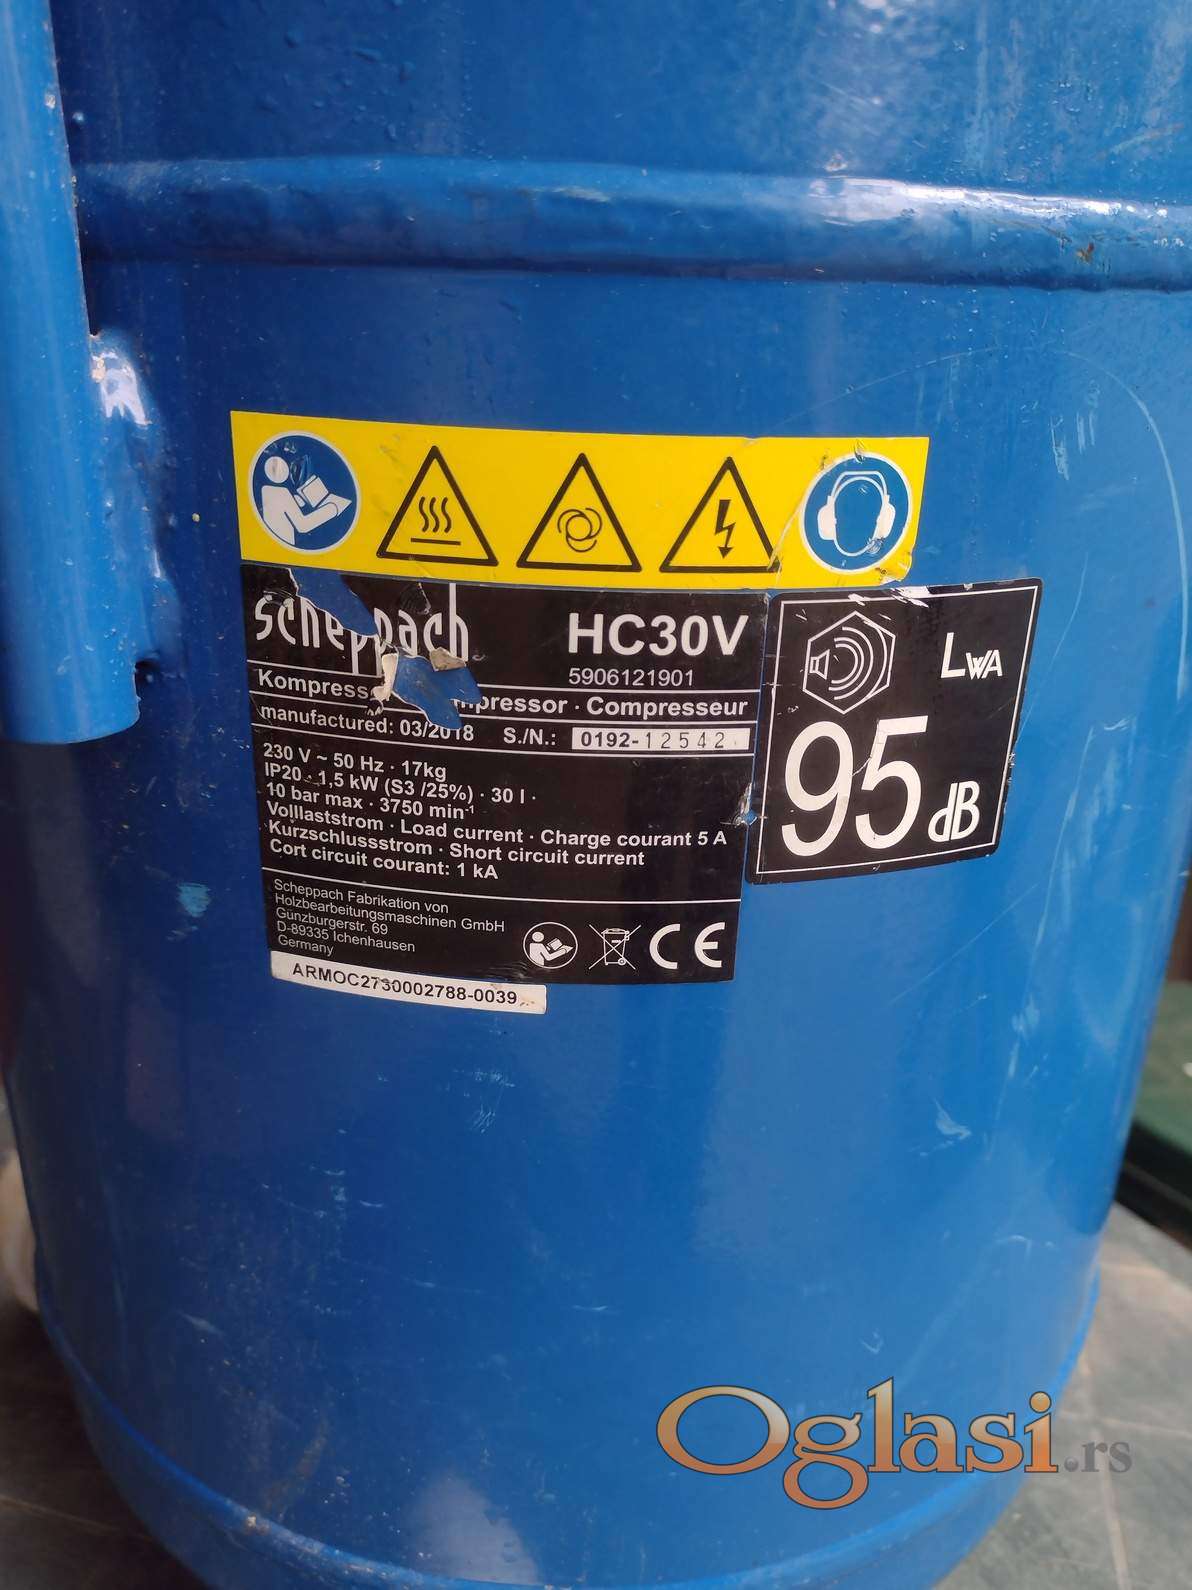 scheppach
HC30V
5906121901
Compressor · Compresseur
manufactured: 03/2018 S./N.: 0192-12542
230 V ~ 50 Hz · 17kg
IP20 · 1,5 kW (S3 /25%) · 30 l ·
10 bar max · 3750 min-1
Volllaststrom · Load current · Charge courant 5 A
Kurzschlussstrom · Short circuit current
Cort circuit courant: 1 kA
Scheppach Fabrikation von
Holzbearbeitungsmaschinen GmbH
Günzburgerstr. 69
D-89335 Ichenhausen
Germany
CE
ARMOC2730002788-0039
LWA
95 dB
Oglasi.rs